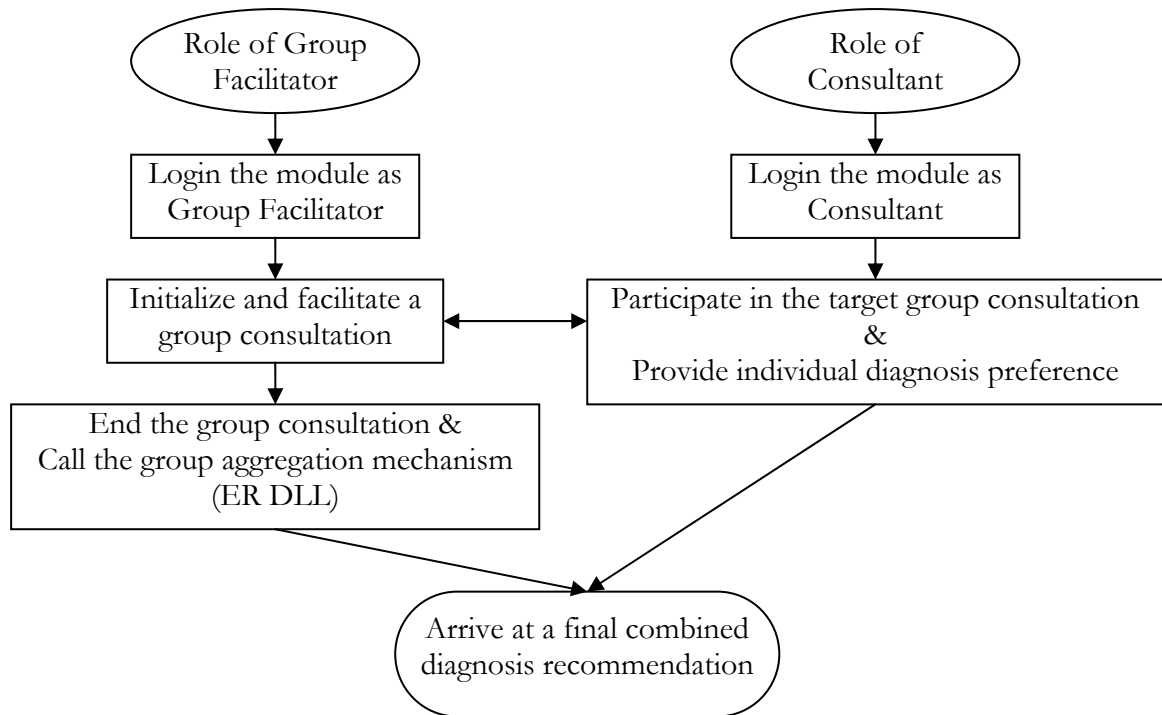 Role of Group
Facilitator
Role of
Consultant
Login the module as
Group Facilitator
Login the module as
Consultant
Initialize and facilitate a
group consultation
Participate in the target group consultation
&
Provide individual diagnosis preference
End the group consultation &
Call the group aggregation mechanism
(ER DLL)
Arrive at a final combined
diagnosis recommendation